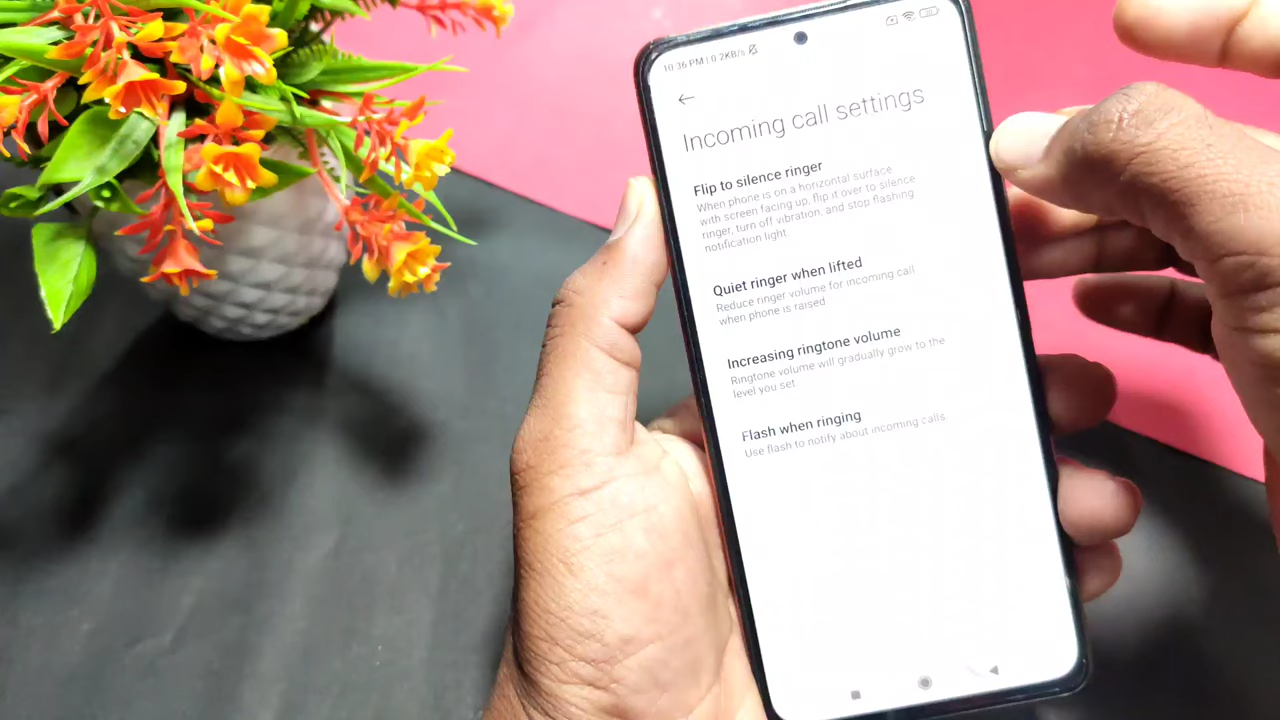 10:36 PM | 0.2KB/s
Incoming call settings
Flip to silence ringer
When phone is on a horizontal surface
with screen facing up, flip it over to silence
ringer, turn off vibration, and stop flashing
notification light.
Quiet ringer when lifted
Reduce ringer volume for incoming call
when phone is raised
Increasing ringtone volume
Ringtone volume will gradually grow to the
level you set
Flash when ringing
Use flash to notify about incoming calls